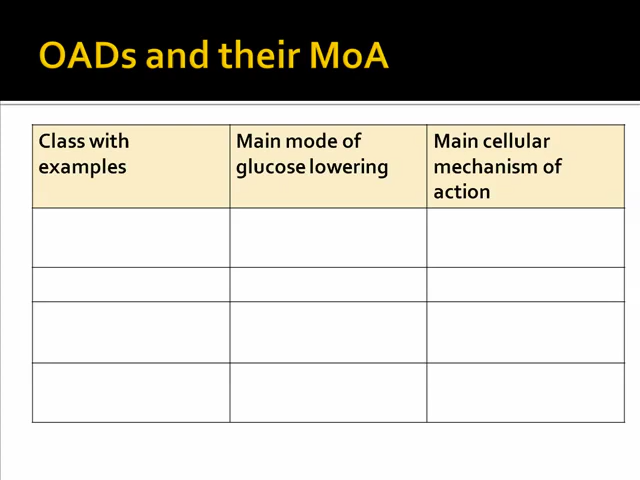 OADs and their MoA
Class with
examples
Main mode of
glucose lowering
Main cellular
mechanism of
action